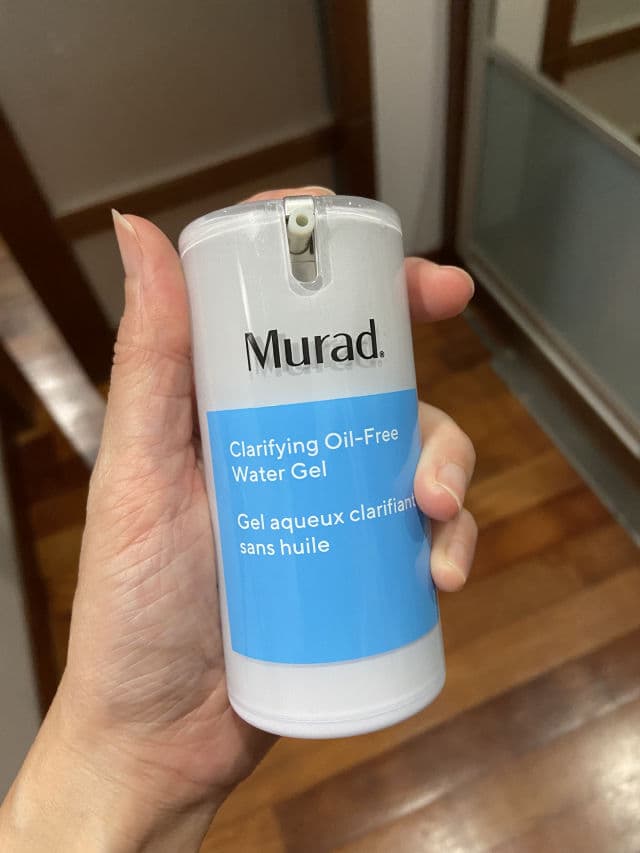 Murad.
Clarifying Oil-Free
Water Gel
Gel aqueux clarifiant
sans huile